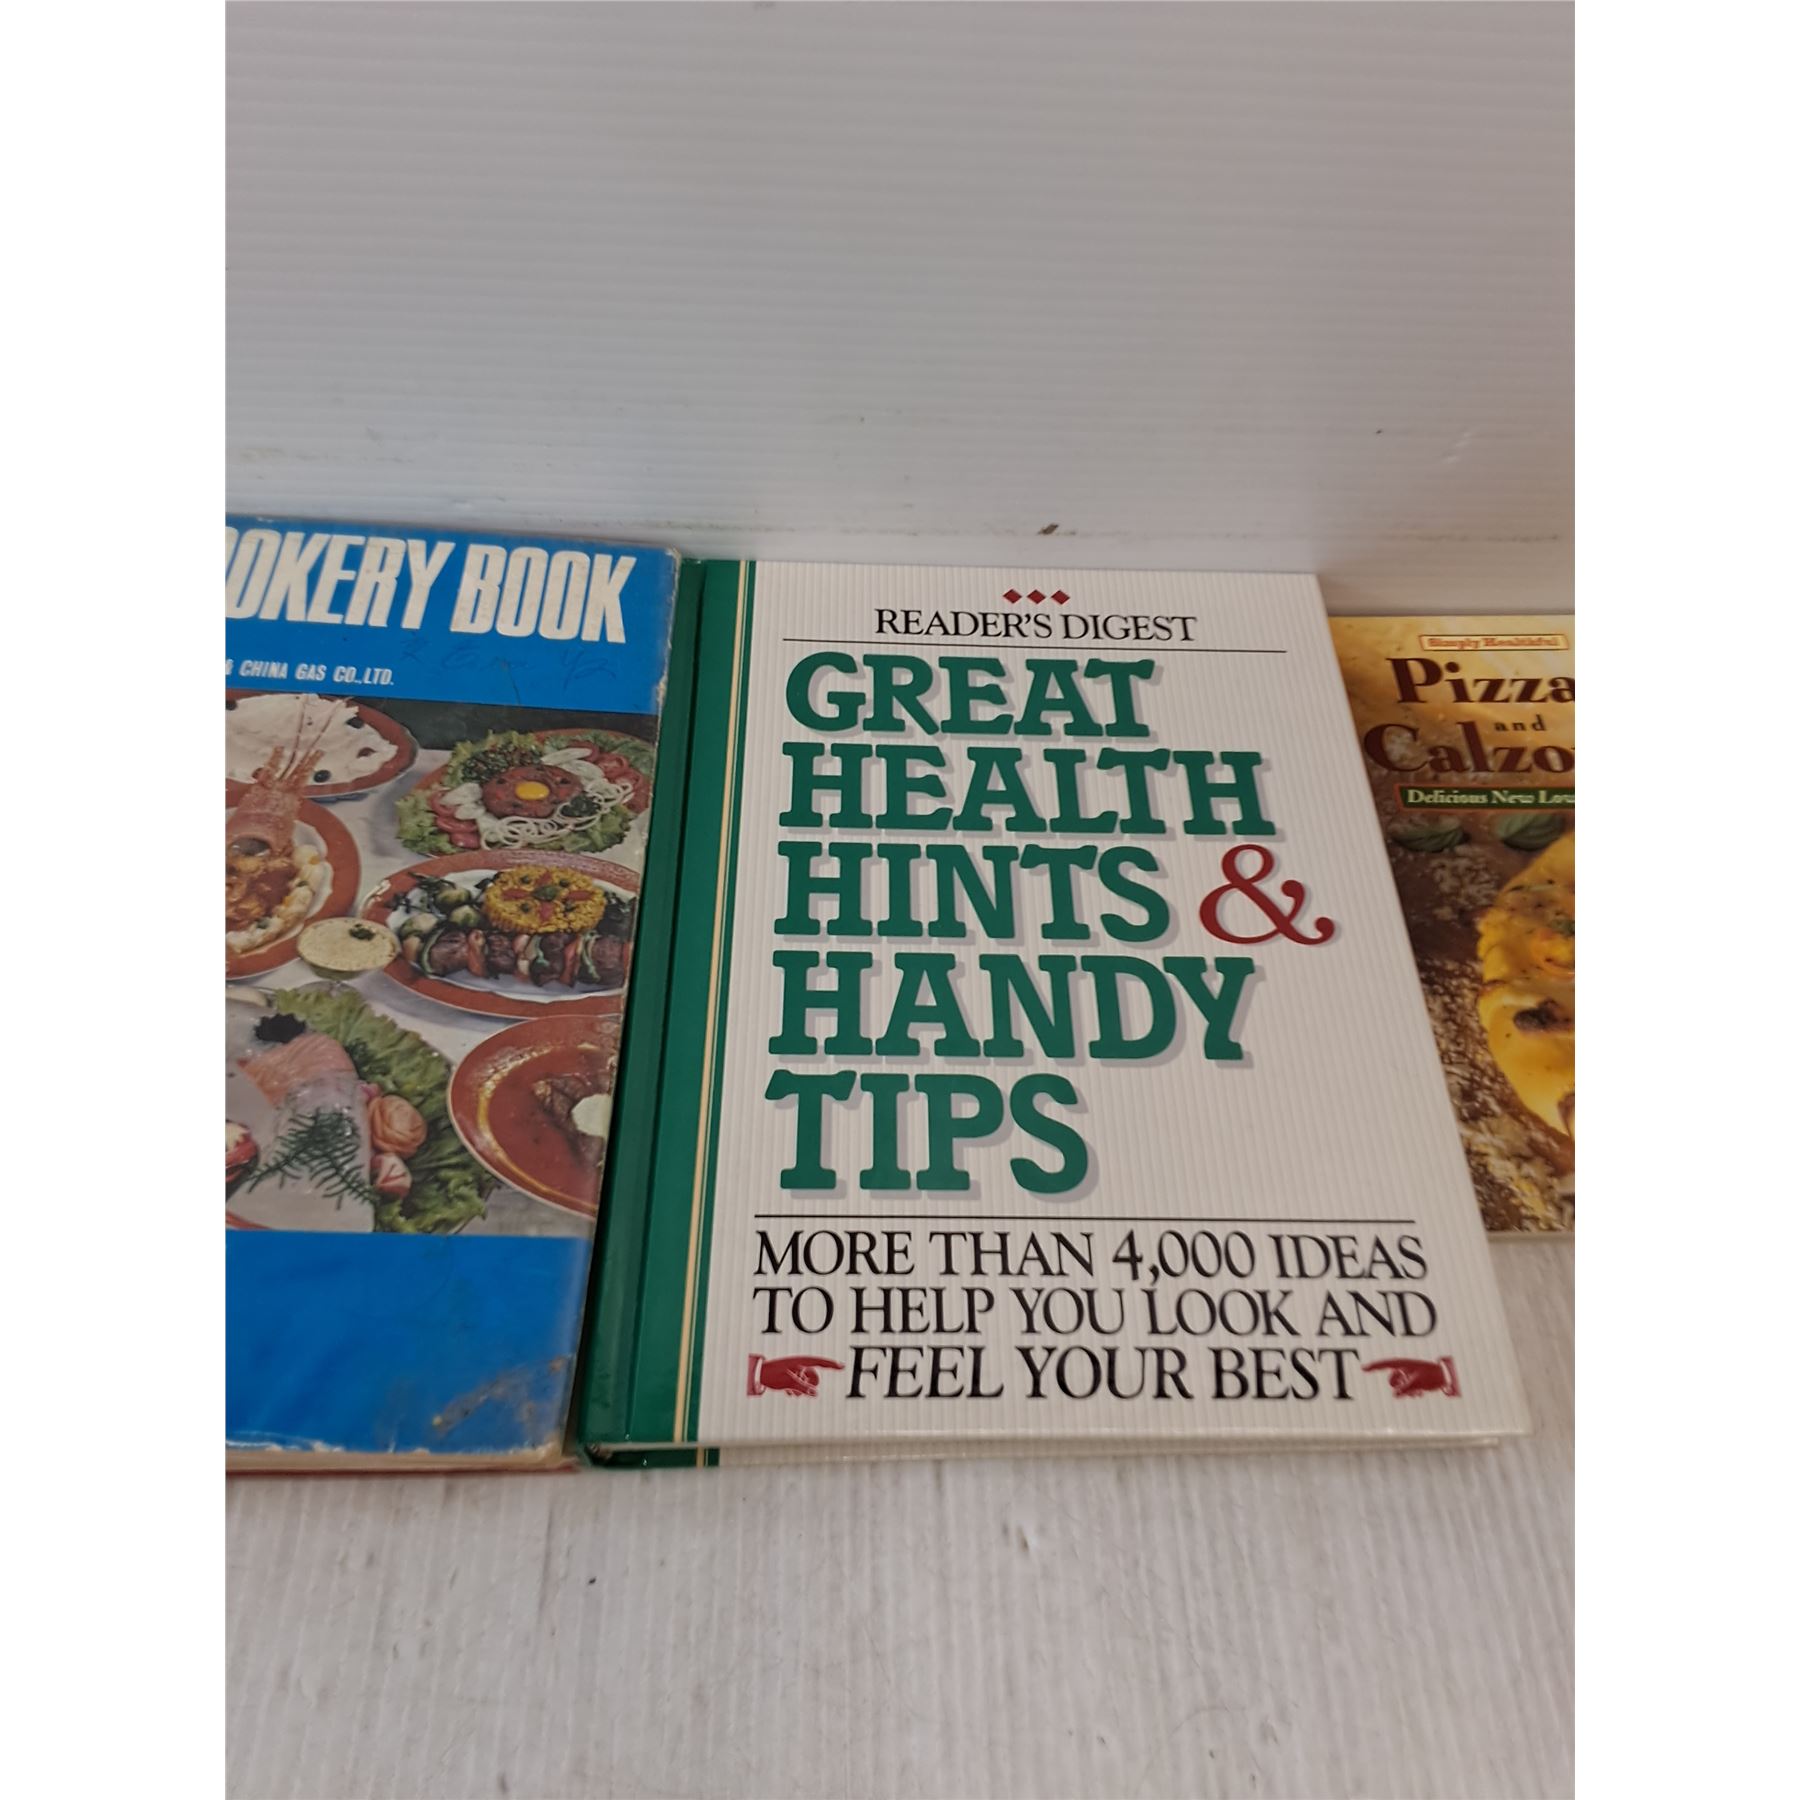 OOKERY BOOK
& CHINA GAS CO.,LTD.
READER'S DIGEST
GREAT
HEALTH
HINTS &
HANDY
TIPS
MORE THAN 4,000 IDEAS
TO HELP YOU LOOK AND
FEEL YOUR BEST
Simply Healthful
Pizza
and
Calzo
Delicious New Low